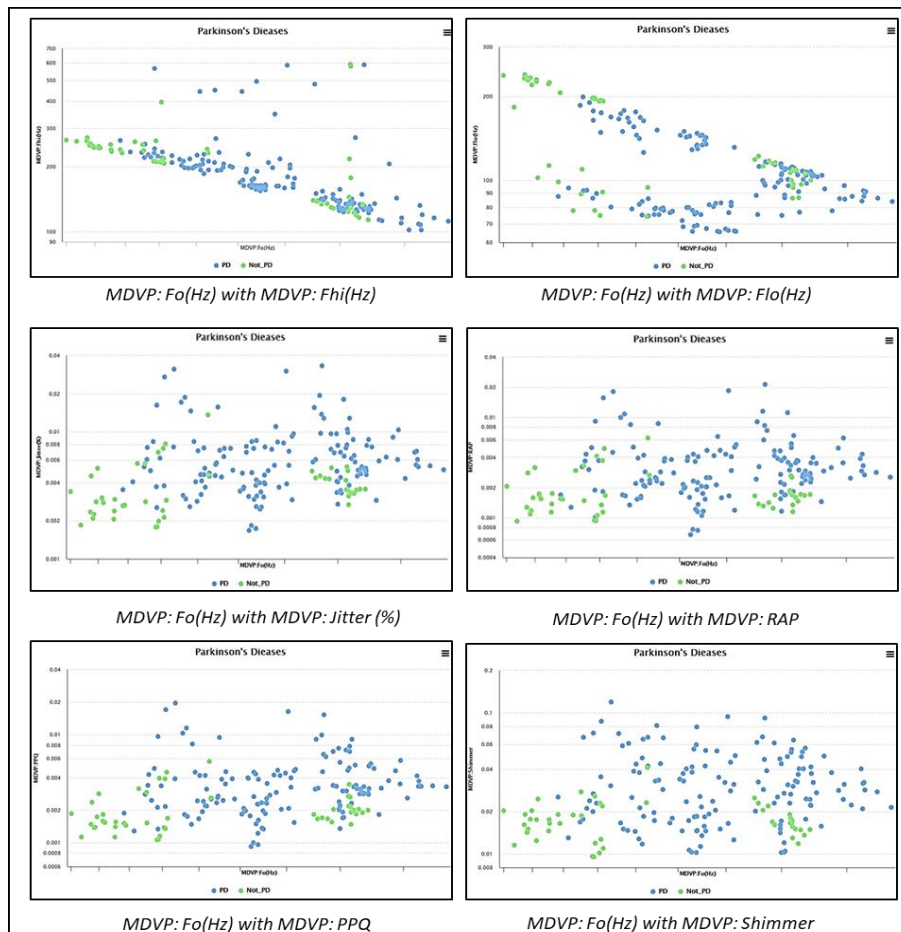 Parkinson's Dieases
700
600
500
400
300
200
100
90
MDVP:Flo(Hz)
MDVP:Fo(Hz)
PD Not_PD
MDVP: Fo(Hz) with MDVP: Fhi(Hz)
Parkinson's Dieases
300
200
100
90
80
70
60
MDVP:Flo(Hz)
MDVP:Fo(Hz)
PD Not_PD
MDVP: Fo(Hz) with MDVP: Flo(Hz)
Parkinson's Dieases
0.04
0.02
0.01
0.008
0.006
0.004
0.002
0.001
MDVP:Jitter(%)
MDVP:Fo(Hz)
PD Not_PD
MDVP: Fo(Hz) with MDVP: Jitter (%)
Parkinson's Dieases
0.04
0.02
0.01
0.008
0.006
0.004
0.002
0.001
0.0008
0.0006
0.0004
MDVP:RAP
MDVP:Fo(Hz)
PD Not_PD
MDVP: Fo(Hz) with MDVP: RAP
Parkinson's Dieases
0.04
0.02
0.01
0.008
0.006
0.004
0.002
0.001
0.0008
0.0006
MDVP:PPQ
MDVP:Fo(Hz)
PD Not_PD
MDVP: Fo(Hz) with MDVP: PPQ
Parkinson's Dieases
0.2
0.1
0.08
0.06
0.04
0.02
0.01
0.008
MDVP:Shimmer
MDVP:Fo(Hz)
PD Not_PD
MDVP: Fo(Hz) with MDVP: Shimmer